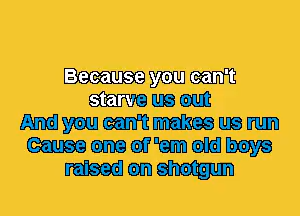 Because you can't
starve us out
And you can't makes us run
Cause one of 'em old boys
raised on shotgun